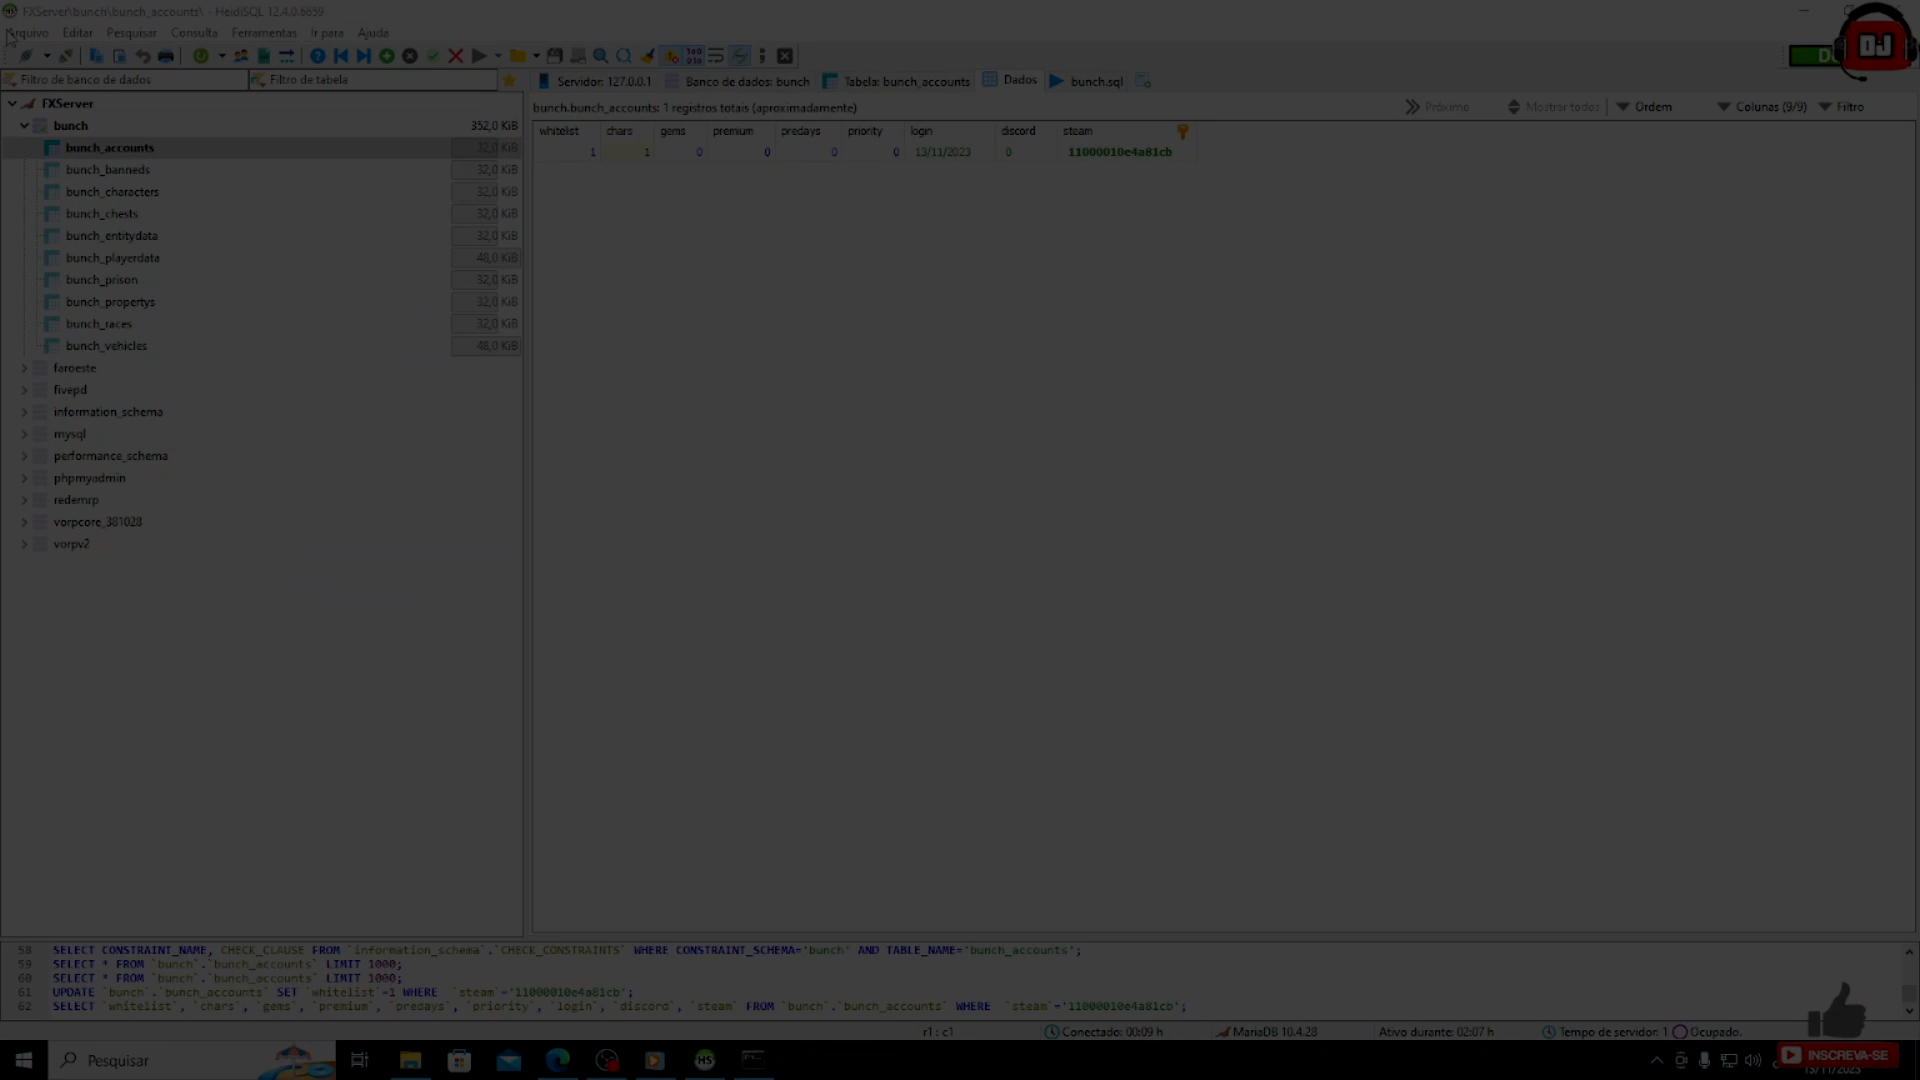 FXServer\bunch\bunch_accounts\ - HeidiSQL 12.4.0.6659
Arquivo Editar Pesquisar Consulta Ferramentas Ir para Ajuda
DJ
Filtro de banco de dados Filtro de tabela
Servidor: 127.0.0.1 Banco de dados: bunch Tabela: bunch_accounts Dados bunch.sql
bunch.bunch_accounts: 1 registros totais (aproximadamente) Próximo Mostrar todos Ordem Colunas (9/9) Filtro
FXServer
bunch 352,0 KiB
bunch_accounts 32,0 KiB
bunch_banneds 32,0 KiB
bunch_characters 32,0 KiB
bunch_chests 32,0 KiB
bunch_entitydata 32,0 KiB
bunch_playerdata 48,0 KiB
bunch_prison 32,0 KiB
bunch_propertys 32,0 KiB
bunch_races 32,0 KiB
bunch_vehicles 48,0 KiB
faroeste
fivepd
information_schema
mysql
performance_schema
phpmyadmin
redemrp
vorpcore_381028
vorpv2
whitelist chars gems premium predays priority login discord steam
1 1 0 0 0 0 13/11/2023 0 11000010e4a81cb
58 SELECT CONSTRAINT_NAME, CHECK_CLAUSE FROM `information_schema`.`CHECK_CONSTRAINTS` WHERE CONSTRAINT_SCHEMA='bunch' AND TABLE_NAME='bunch_accounts';
59 SELECT * FROM `bunch`.`bunch_accounts` LIMIT 1000;
60 SELECT * FROM `bunch`.`bunch_accounts` LIMIT 1000;
61 UPDATE `bunch`.`bunch_accounts` SET `whitelist`=1 WHERE `steam`='11000010e4a81cb';
62 SELECT `whitelist`, `chars`, `gems`, `premium`, `predays`, `priority`, `login`, `discord`, `steam` FROM `bunch`.`bunch_accounts` WHERE `steam`='11000010e4a81cb';
r1 : c1 Conectado: 00:09 h MariaDB 10.4.28 Ativo durante: 02:07 h Tempo de servidor: 1 Ocupado.
Pesquisar
HS
INSCREVA-SE
13/11/2023